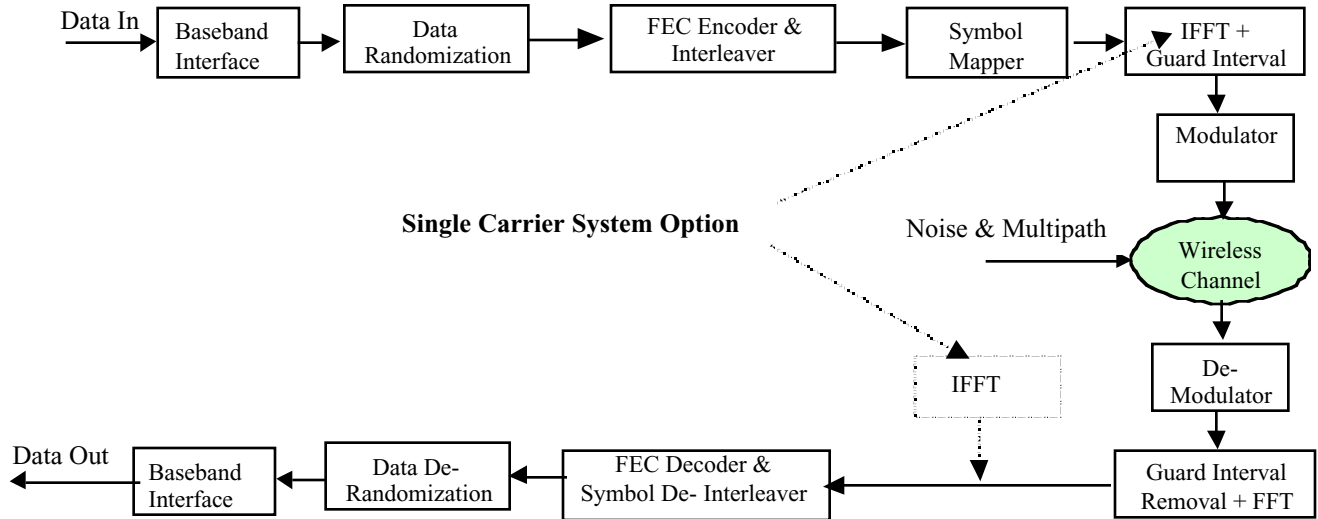 Data In
Baseband
Interface
Data
Randomization
FEC Encoder &
Interleaver
Symbol
Mapper
IFFT +
Guard Interval
Modulator
Single Carrier System Option
Noise & Multipath
Wireless
Channel
De-
Modulator
IFFT
Data Out
Baseband
Interface
Data De-
Randomization
FEC Decoder &
Symbol De- Interleaver
Guard Interval
Removal + FFT